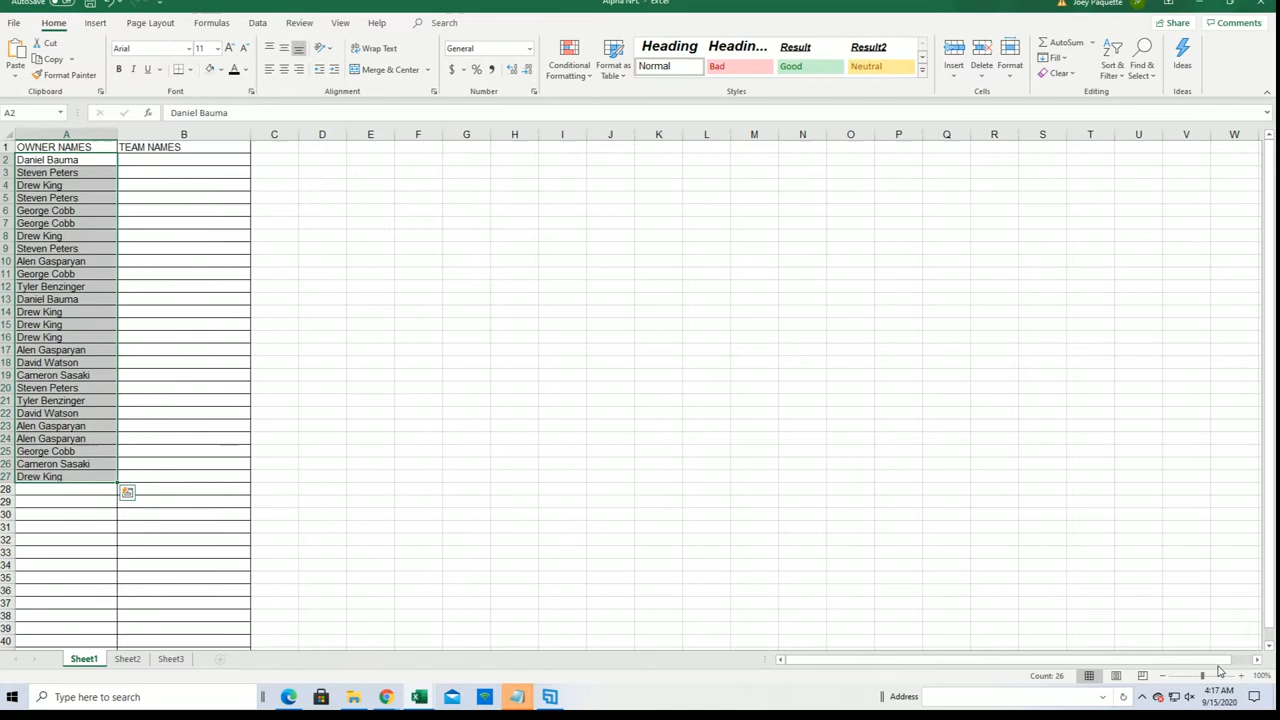 AutoSave Off Alpha NFL - Excel Joey Paquette JP
File Home Insert Page Layout Formulas Data Review View Help Search Share Comments
Paste Cut Copy Format Painter Clipboard
Arial 11 B I U Font
Wrap Text Merge & Center Alignment
General $ % Number
Conditional Formatting Format as Table
Heading Headin... Result Result2
Normal Bad Good Neutral
Styles
Insert Delete Format Cells
AutoSum Fill Clear Sort & Filter Find & Select Editing
Ideas Ideas
A2 fx Daniel Bauma
A B C D E F G H I J K L M N O P Q R S T U V W
1 OWNER NAMES TEAM NAMES
2 Daniel Bauma
3 Steven Peters
4 Drew King
5 Steven Peters
6 George Cobb
7 George Cobb
8 Drew King
9 Steven Peters
10 Alen Gasparyan
11 George Cobb
12 Tyler Benzinger
13 Daniel Bauma
14 Drew King
15 Drew King
16 Drew King
17 Alen Gasparyan
18 David Watson
19 Cameron Sasaki
20 Steven Peters
21 Tyler Benzinger
22 David Watson
23 Alen Gasparyan
24 Alen Gasparyan
25 George Cobb
26 Cameron Sasaki
27 Drew King
28
29
30
31
32
33
34
35
36
37
38
39
40
Sheet1 Sheet2 Sheet3
Count: 26 100%
Type here to search Address 4:17 AM
9/15/2020